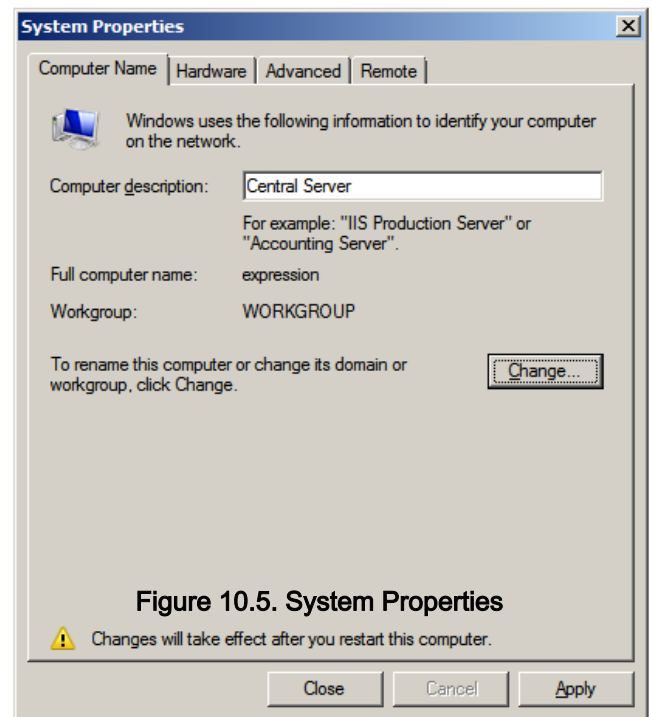 System Properties
Computer Name Hardware Advanced Remote
Windows uses the following information to identify your computer
on the network.
Computer description: Central Server
For example: "IIS Production Server" or
"Accounting Server".
Full computer name: expression
Workgroup: WORKGROUP
To rename this computer or change its domain or
workgroup, click Change.
Change...
Figure 10.5. System Properties
Changes will take effect after you restart this computer.
Close Cancel Apply